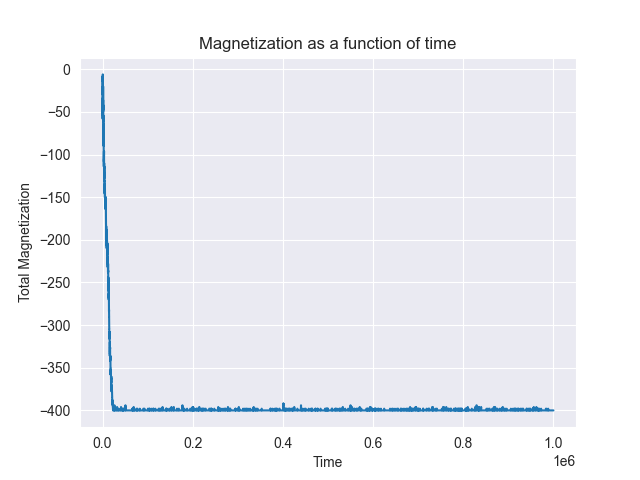 Magnetization as a function of time
Total Magnetization
0
−50
−100
−150
−200
−250
−300
−350
−400
0.0 0.2 0.4 0.6 0.8 1.0
1e6
Time